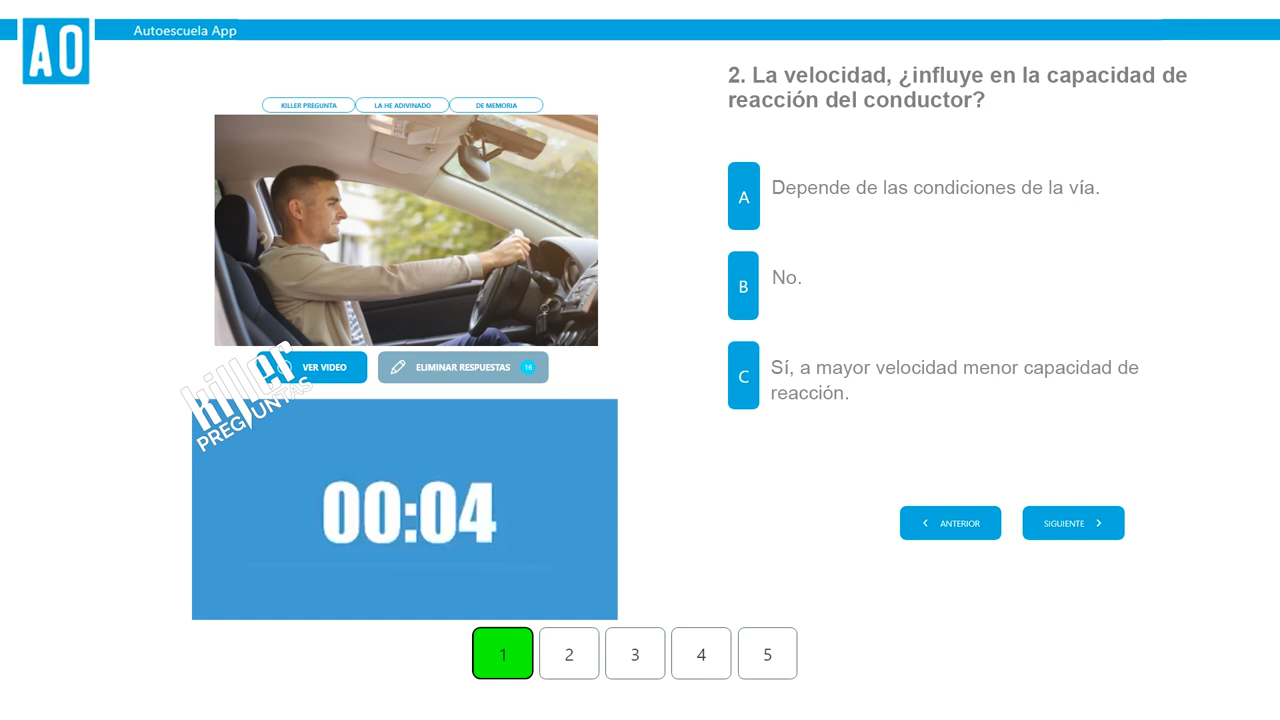 AO
Autoescuela App
KILLER PREGUNTA
LA HE ADIVINADO
DE MEMORIA
2. La velocidad, ¿influye en la capacidad de
reacción del conductor?
A
Depende de las condiciones de la vía.
B
No.
C
Sí, a mayor velocidad menor capacidad de
reacción.
VER VIDEO
ELIMINAR RESPUESTAS
16
killer
PREGUNTAS
00:04
ANTERIOR
SIGUIENTE
1
2
3
4
5